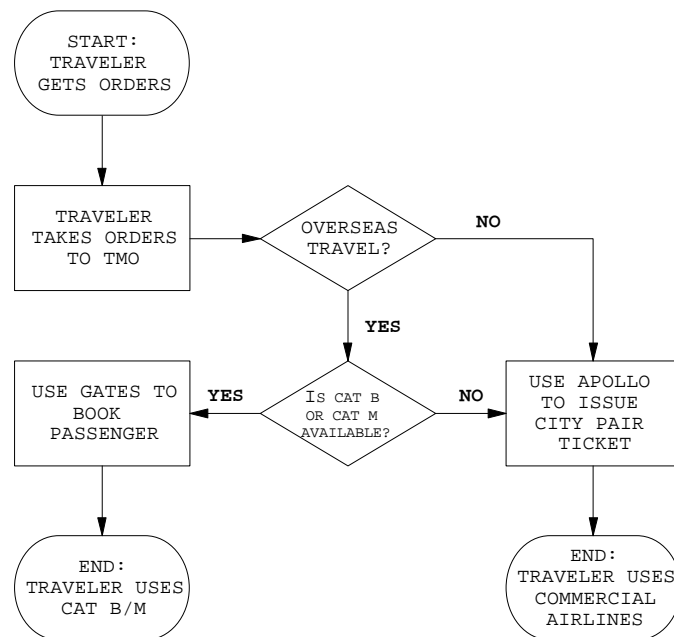 START:
TRAVELER
GETS ORDERS
TRAVELER
TAKES ORDERS
TO TMO
OVERSEAS
TRAVEL?
NO
YES
USE GATES TO
BOOK
PASSENGER
YES
IS CAT B
OR CAT M
AVAILABLE?
NO
USE APOLLO
TO ISSUE
CITY PAIR
TICKET
END:
TRAVELER USES
CAT B/M
END:
TRAVELER USES
COMMERCIAL
AIRLINES